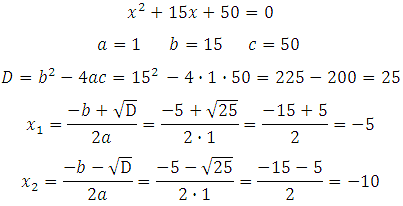 x² + 15x + 50 = 0
a = 1 b = 15 c = 50
D = b² − 4ac = 15² − 4 · 1 · 50 = 225 − 200 = 25
x₁ = (−b + √D)/(2a) = (−5 + √25)/(2 · 1) = (−15 + 5)/2 = −5
x₂ = (−b − √D)/(2a) = (−5 − √25)/(2 · 1) = (−15 − 5)/2 = −10